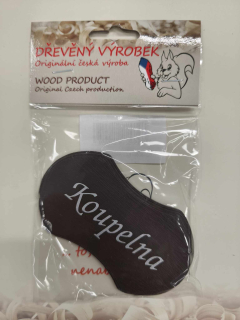 DŘEVĚNÝ VÝROBEK
Originální česká výroba
WOOD PRODUCT
Original Czech production
Koupelna